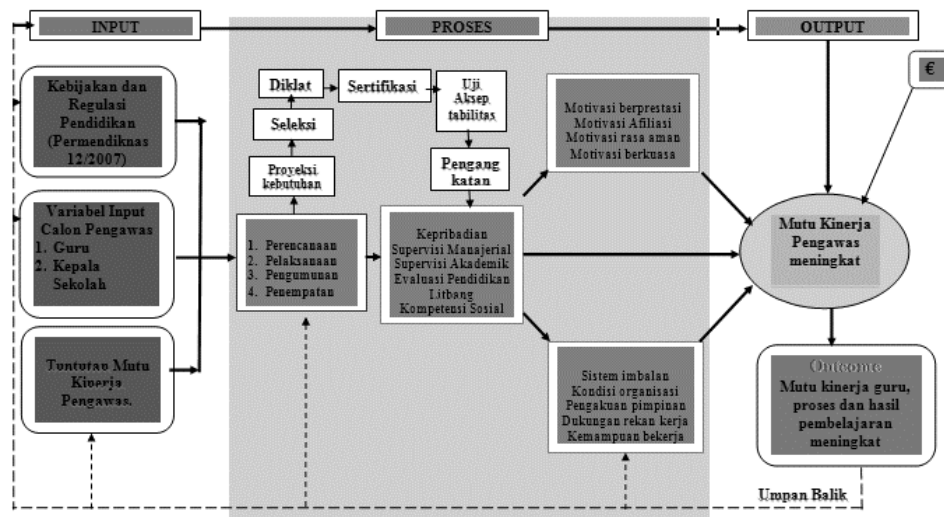 INPUT
PROSES
OUTPUT
€
Kebijakan dan
Regulasi
Pendidikan
(Permendiknas
12/2007)
Variabel Input
Calon Pengawas
1. Guru
2. Kepala
Sekolah
Tuntutan Mutu
Kinerja
Pengawas.
Diklat
Sertifikasi
Uji
Aksep
tabilitas
Seleksi
Proyeksi
kebutuhan
Pengang
katan
1. Perencanaan
2. Pelaksanaan
3. Pengumunan
4. Penempatan
Kepribadian
Supervisi Manajerial
Supervisi Akademik
Evaluasi Pendidikan
Litbang
Kompetensi Sosial
Motivasi berprestasi
Motivasi Afiliasi
Motivasi rasa aman
Motivasi berkuasa
Sistem imbalan
Kondisi organisasi
Pengakuan pimpinan
Dukungan rekan kerja
Kemampuan bekerja
Mutu Kinerja
Pengawas
meningkat
Outcome
Mutu kinerja guru,
proses dan hasil
pembelajaran
meningkat
Umpan Balik